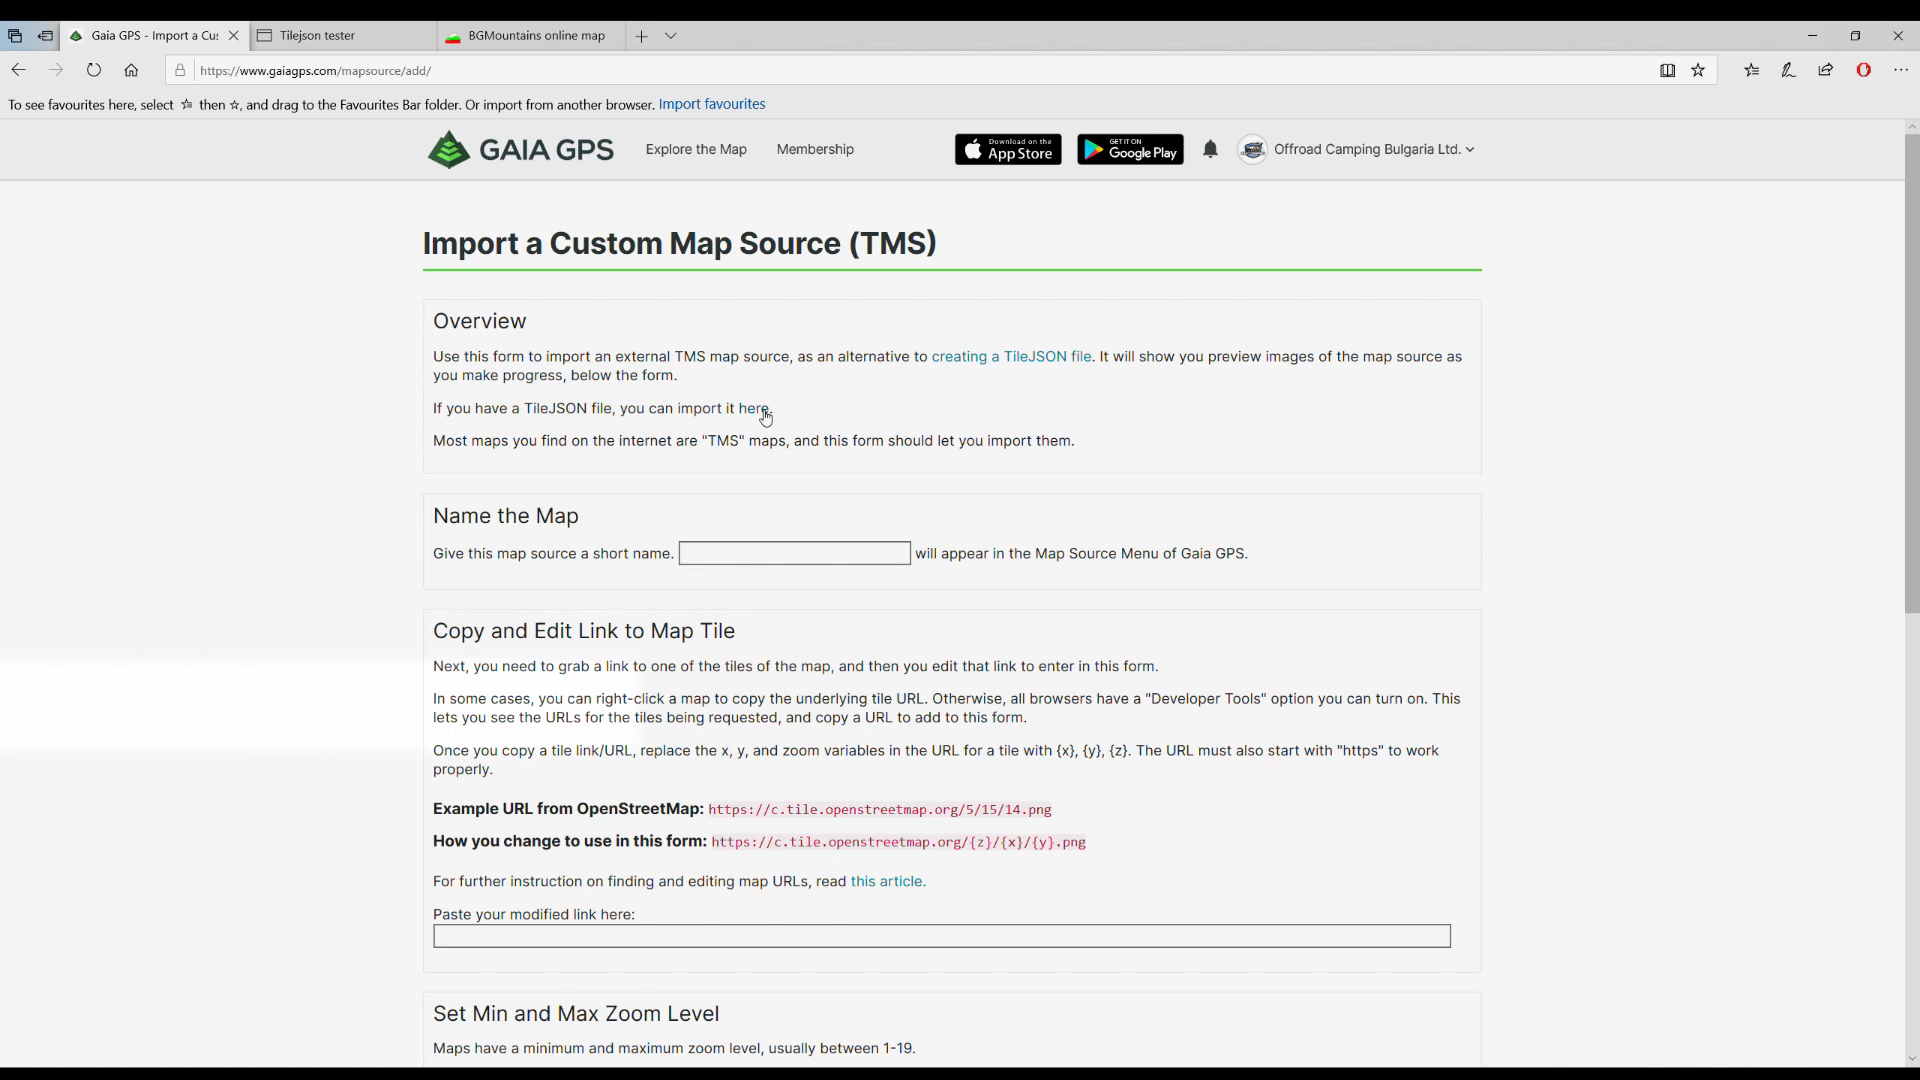 Gaia GPS - Import a Cus
Tilejson tester
BGMountains online map
https://www.gaiagps.com/mapsource/add/
To see favourites here, select then, and drag to the Favourites Bar folder. Or import from another browser. Import favourites
GAIA GPS
Explore the Map
Membership
Download on the
App Store
GET IT ON
Google Play
Offroad Camping Bulgaria Ltd.
Import a Custom Map Source (TMS)
Overview
Use this form to import an external TMS map source, as an alternative to creating a TileJSON file. It will show you preview images of the map source as
you make progress, below the form.
If you have a TileJSON file, you can import it here.
Most maps you find on the internet are "TMS" maps, and this form should let you import them.
Name the Map
Give this map source a short name. will appear in the Map Source Menu of Gaia GPS.
Copy and Edit Link to Map Tile
Next, you need to grab a link to one of the tiles of the map, and then you edit that link to enter in this form.
In some cases, you can right-click a map to copy the underlying tile URL. Otherwise, all browsers have a "Developer Tools" option you can turn on. This
lets you see the URLs for the tiles being requested, and copy a URL to add to this form.
Once you copy a tile link/URL, replace the x, y, and zoom variables in the URL for a tile with {x}, {y}, {z}. The URL must also start with "https" to work
properly.
Example URL from OpenStreetMap: https://c.tile.openstreetmap.org/5/15/14.png
How you change to use in this form: https://c.tile.openstreetmap.org/{z}/{x}/{y}.png
For further instruction on finding and editing map URLs, read this article.
Paste your modified link here:
Set Min and Max Zoom Level
Maps have a minimum and maximum zoom level, usually between 1-19.